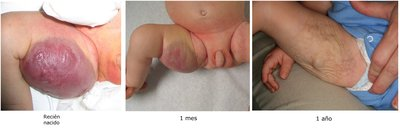 Recién
nacido
1 mes
1 año